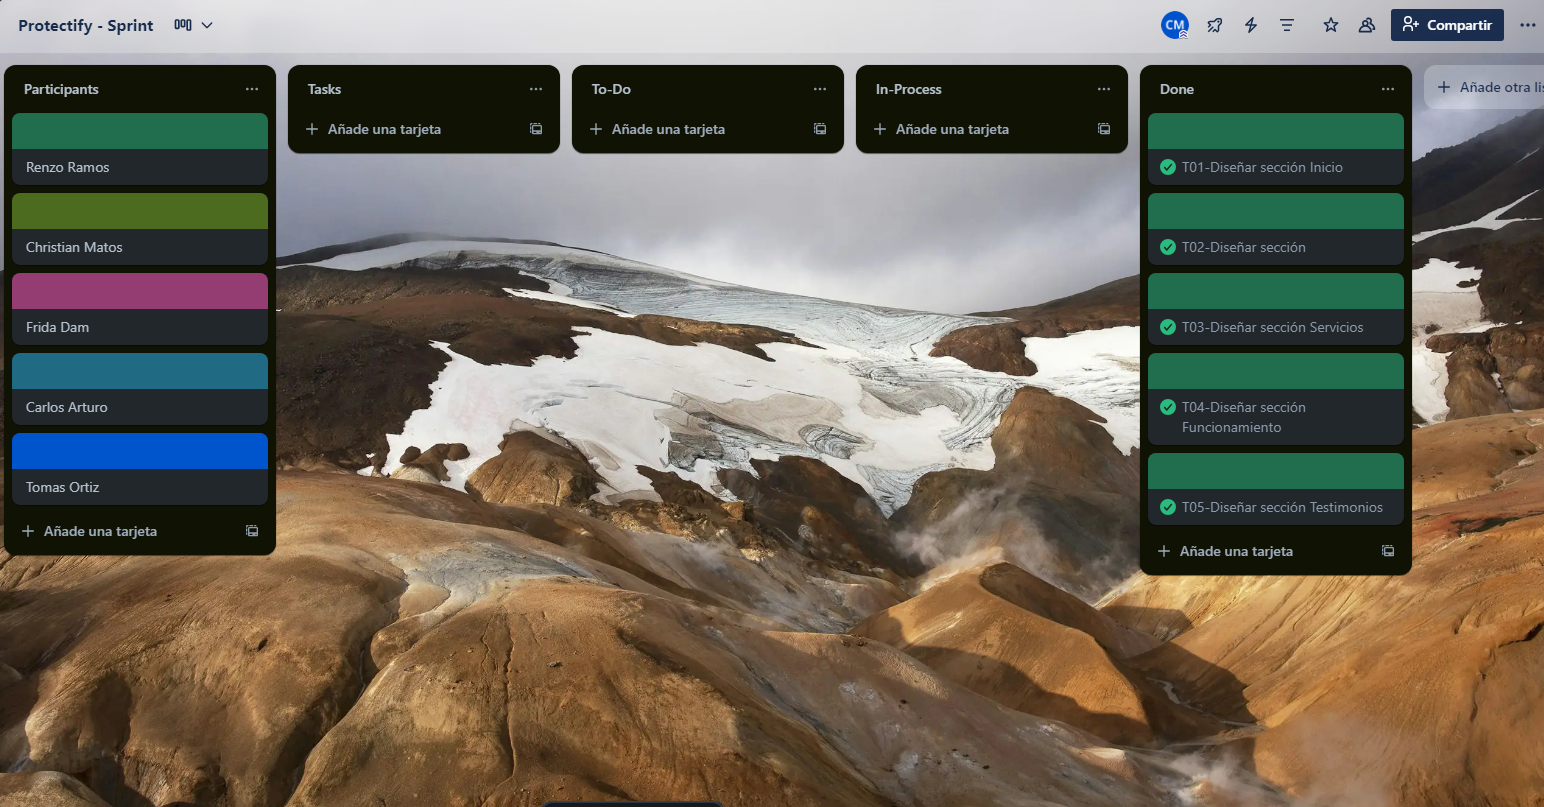 Protectify - Sprint
CM
Compartir
Participants
Renzo Ramos
Christian Matos
Frida Dam
Carlos Arturo
Tomas Ortiz
Añade una tarjeta
Tasks
Añade una tarjeta
To-Do
Añade una tarjeta
In-Process
Añade una tarjeta
Done
T01-Diseñar sección Inicio
T02-Diseñar sección
T03-Diseñar sección Servicios
T04-Diseñar sección
Funcionamiento
T05-Diseñar sección Testimonios
Añade una tarjeta
Añade otra lis